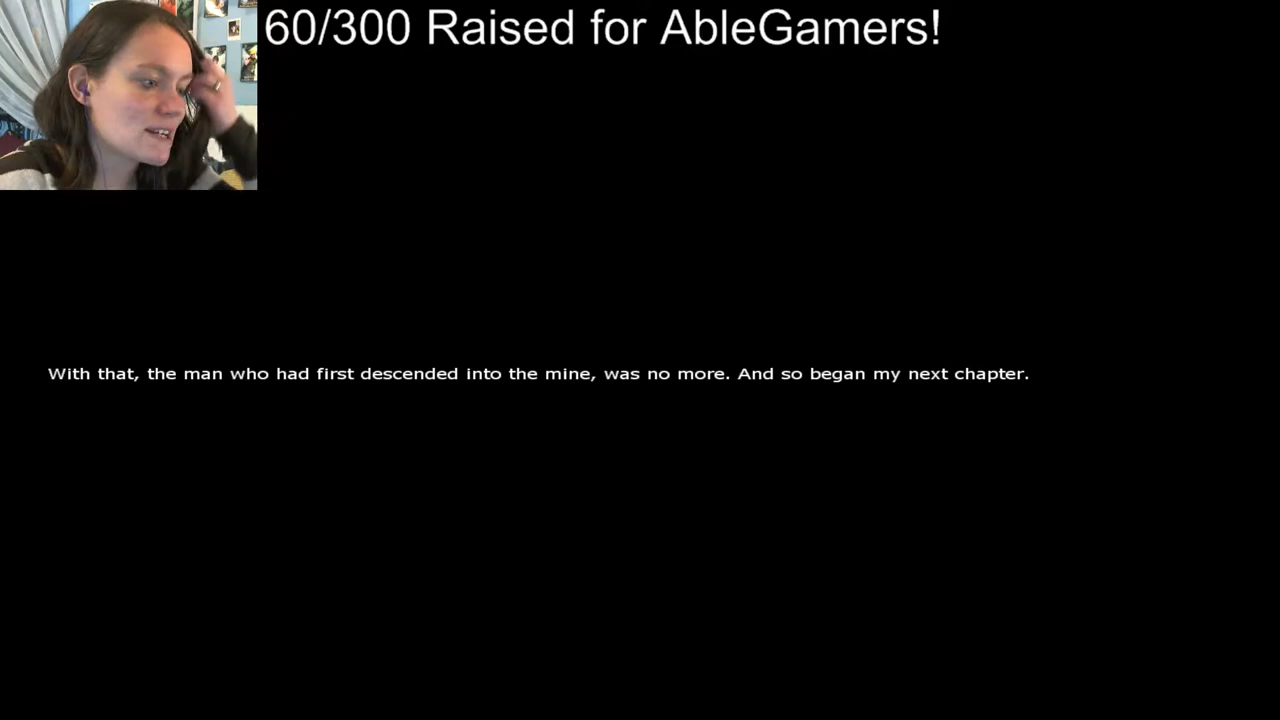 60/300 Raised for AbleGamers!
With that, the man who had first descended into the mine, was no more. And so began my next chapter.